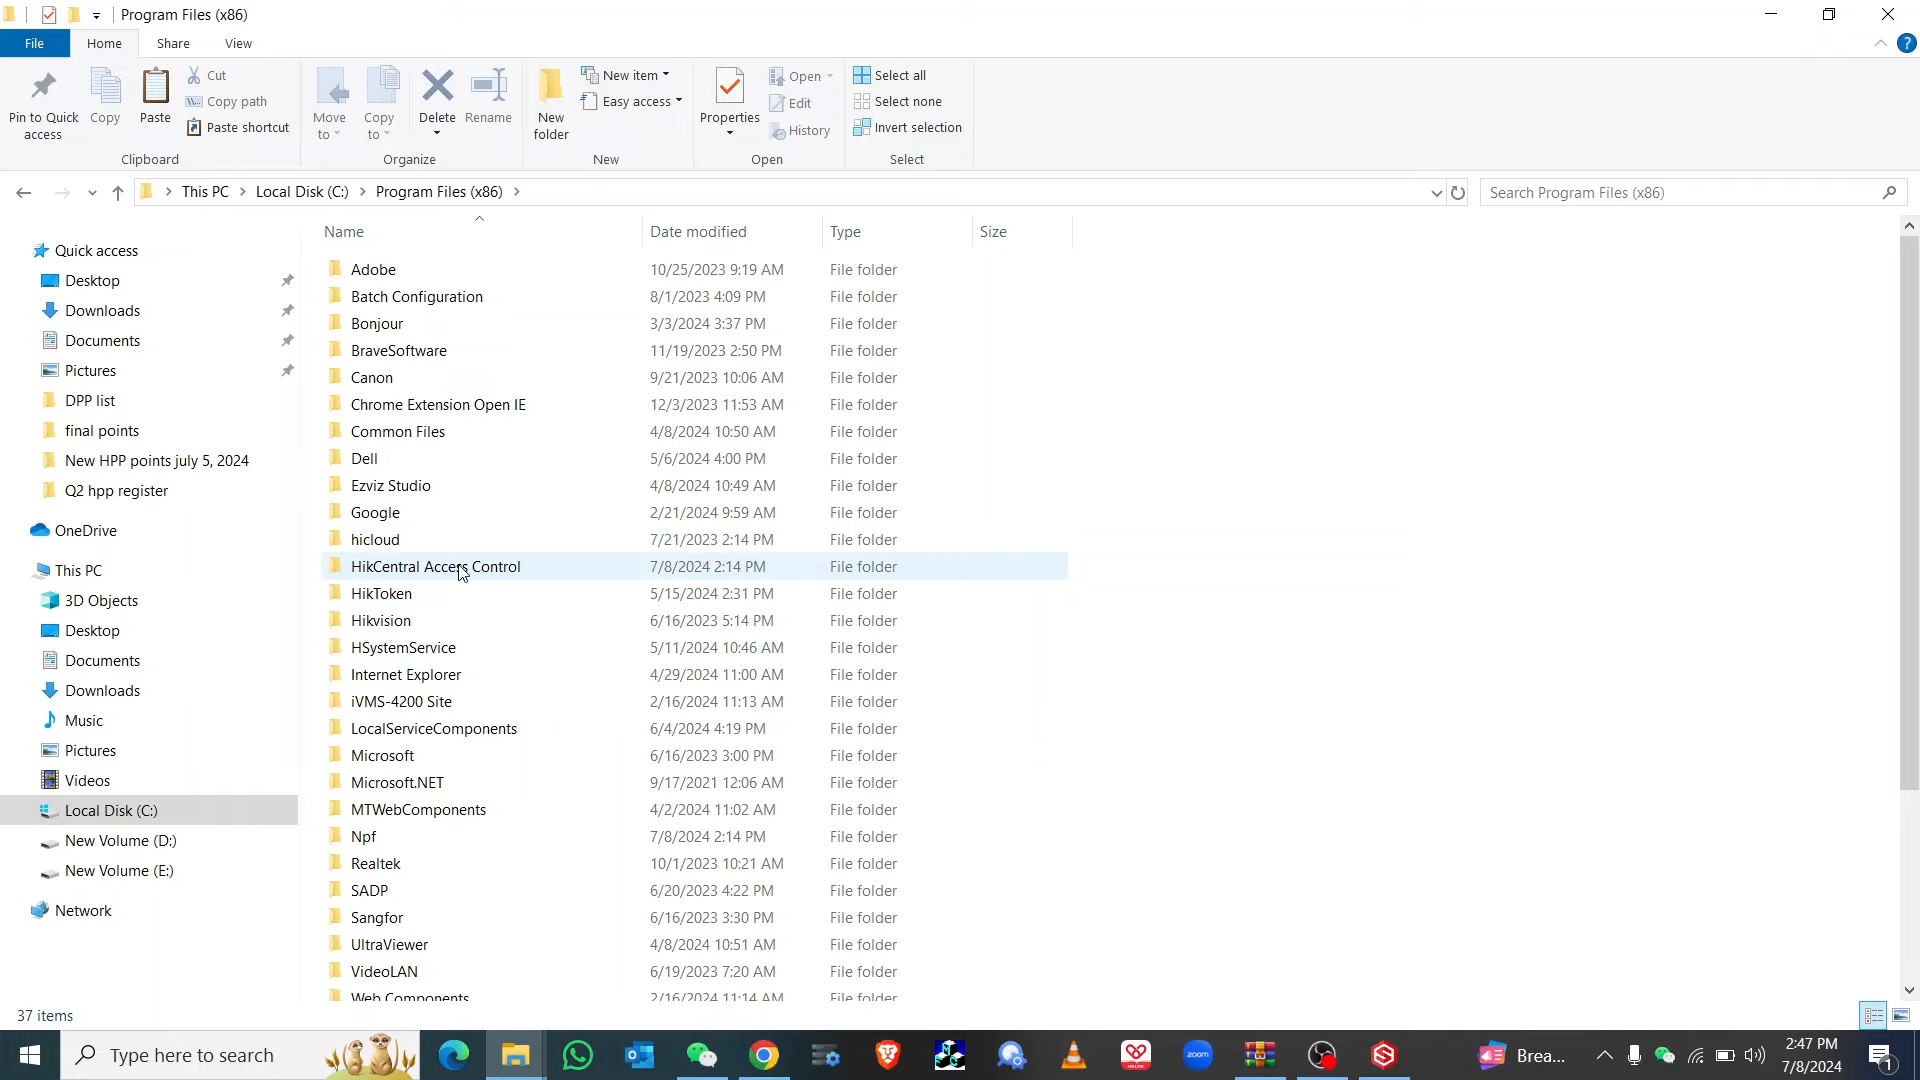 Program Files (x86)
File
Home
Share
View
Pin to Quick access
Copy
Paste
Cut
Copy path
Paste shortcut
Clipboard
Move to
Copy to
Delete
Rename
Organize
New folder
New item
Easy access
New
Properties
Open
Edit
History
Open
Select all
Select none
Invert selection
Select
This PC > Local Disk (C:) > Program Files (x86) >
Search Program Files (x86)
Quick access
Desktop
Downloads
Documents
Pictures
DPP list
final points
New HPP points july 5, 2024
Q2 hpp register
OneDrive
This PC
3D Objects
Desktop
Documents
Downloads
Music
Pictures
Videos
Local Disk (C:)
New Volume (D:)
New Volume (E:)
Network
Name Date modified Type Size
Adobe 10/25/2023 9:19 AM File folder
Batch Configuration 8/1/2023 4:09 PM File folder
Bonjour 3/3/2024 3:37 PM File folder
BraveSoftware 11/19/2023 2:50 PM File folder
Canon 9/21/2023 10:06 AM File folder
Chrome Extension Open IE 12/3/2023 11:53 AM File folder
Common Files 4/8/2024 10:50 AM File folder
Dell 5/6/2024 4:00 PM File folder
Ezviz Studio 4/8/2024 10:49 AM File folder
Google 2/21/2024 9:59 AM File folder
hicloud 7/21/2023 2:14 PM File folder
HikCentral Access Control 7/8/2024 2:14 PM File folder
HikToken 5/15/2024 2:31 PM File folder
Hikvision 6/16/2023 5:14 PM File folder
HSystemService 5/11/2024 10:46 AM File folder
Internet Explorer 4/29/2024 11:00 AM File folder
iVMS-4200 Site 2/16/2024 11:13 AM File folder
LocalServiceComponents 6/4/2024 4:19 PM File folder
Microsoft 6/16/2023 3:00 PM File folder
Microsoft.NET 9/17/2021 12:06 AM File folder
MTWebComponents 4/2/2024 11:02 AM File folder
Npf 7/8/2024 2:14 PM File folder
Realtek 10/1/2023 10:21 AM File folder
SADP 6/20/2023 4:22 PM File folder
Sangfor 6/16/2023 3:30 PM File folder
UltraViewer 4/8/2024 10:51 AM File folder
VideoLAN 6/19/2023 7:20 AM File folder
Web Components 2/16/2024 11:14 AM File folder
37 items
Type here to search
zoom
Brea...
2:47 PM
7/8/2024
1